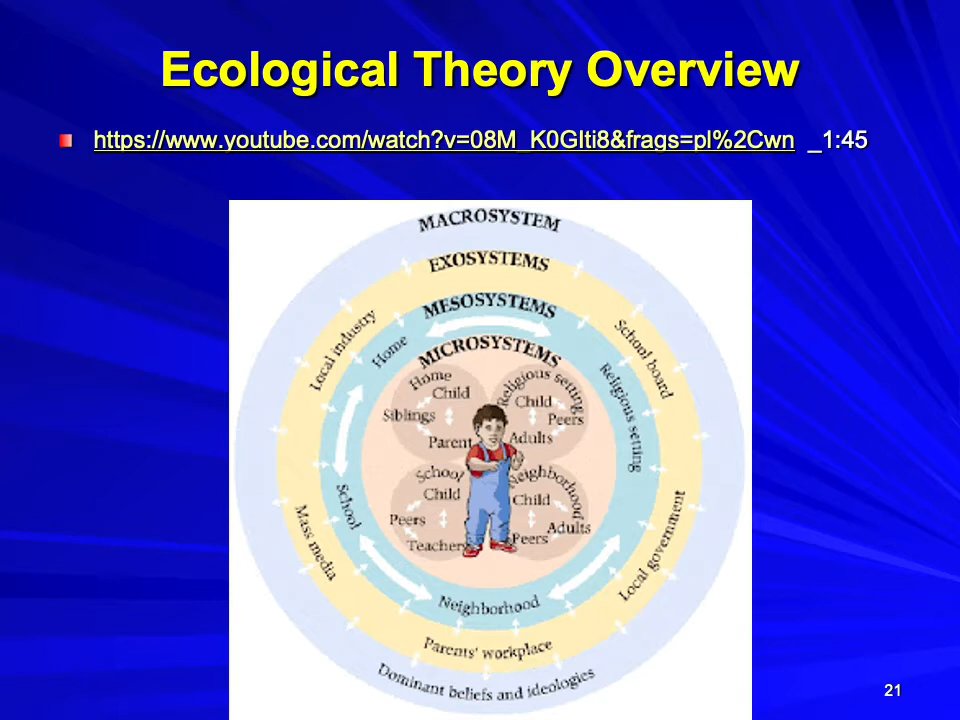 Ecological Theory Overview
https://www.youtube.com/watch?v=08M_K0GIti8&frags=pl%2Cwn _1:45
MACROSYSTEM
EXOSYSTEMS
MESOSYSTEMS
MICROSYSTEMS
Local industry
School board
Home
Religious setting
Home
Child
Siblings
Parent
Religious setting
Child
Peers
Adults
School
Child
Peers
Teachers
Neighborhood
Child
Adults
Peers
School
Mass media
Local government
Neighborhood
Parents' workplace
Dominant beliefs and ideologies
21